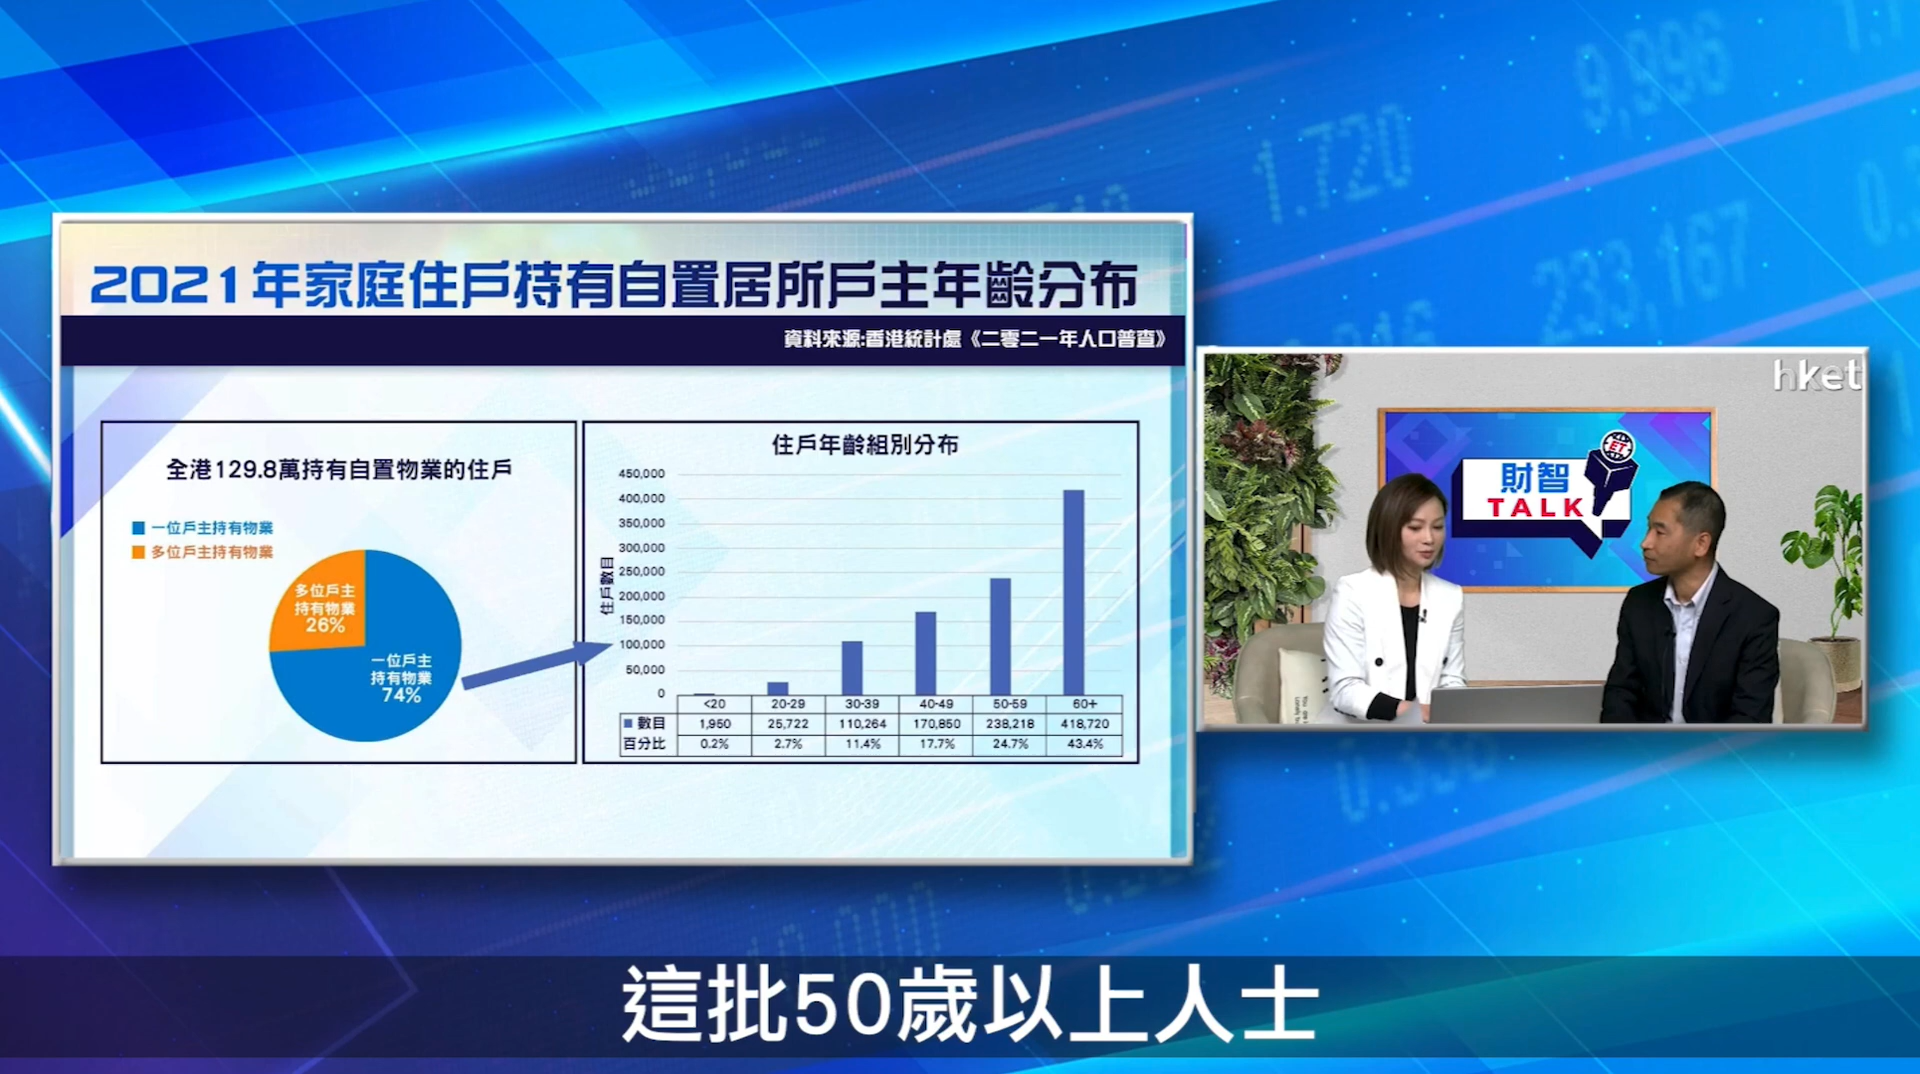 9,996
1.720
233,167
0.336
2021年家庭住戶持有自置居所戶主年齡分布
資料來源:香港統計處《二零二一年人口普查》
全港129.8萬持有自置物業的住戶
一位戶主持有物業
多位戶主持有物業
多位戶主
持有物業
26%
一位戶主
持有物業
74%
住戶年齡組別分布
住戶數目
450,000
400,000
350,000
300,000
250,000
200,000
150,000
100,000
50,000
0
<20 20-29 30-39 40-49 50-59 60+
數目 1,950 25,722 110,264 170,850 238,218 418,720
百分比 0.2% 2.7% 11.4% 17.7% 24.7% 43.4%
hket
ET
財智
TALK
這批50歲以上人士